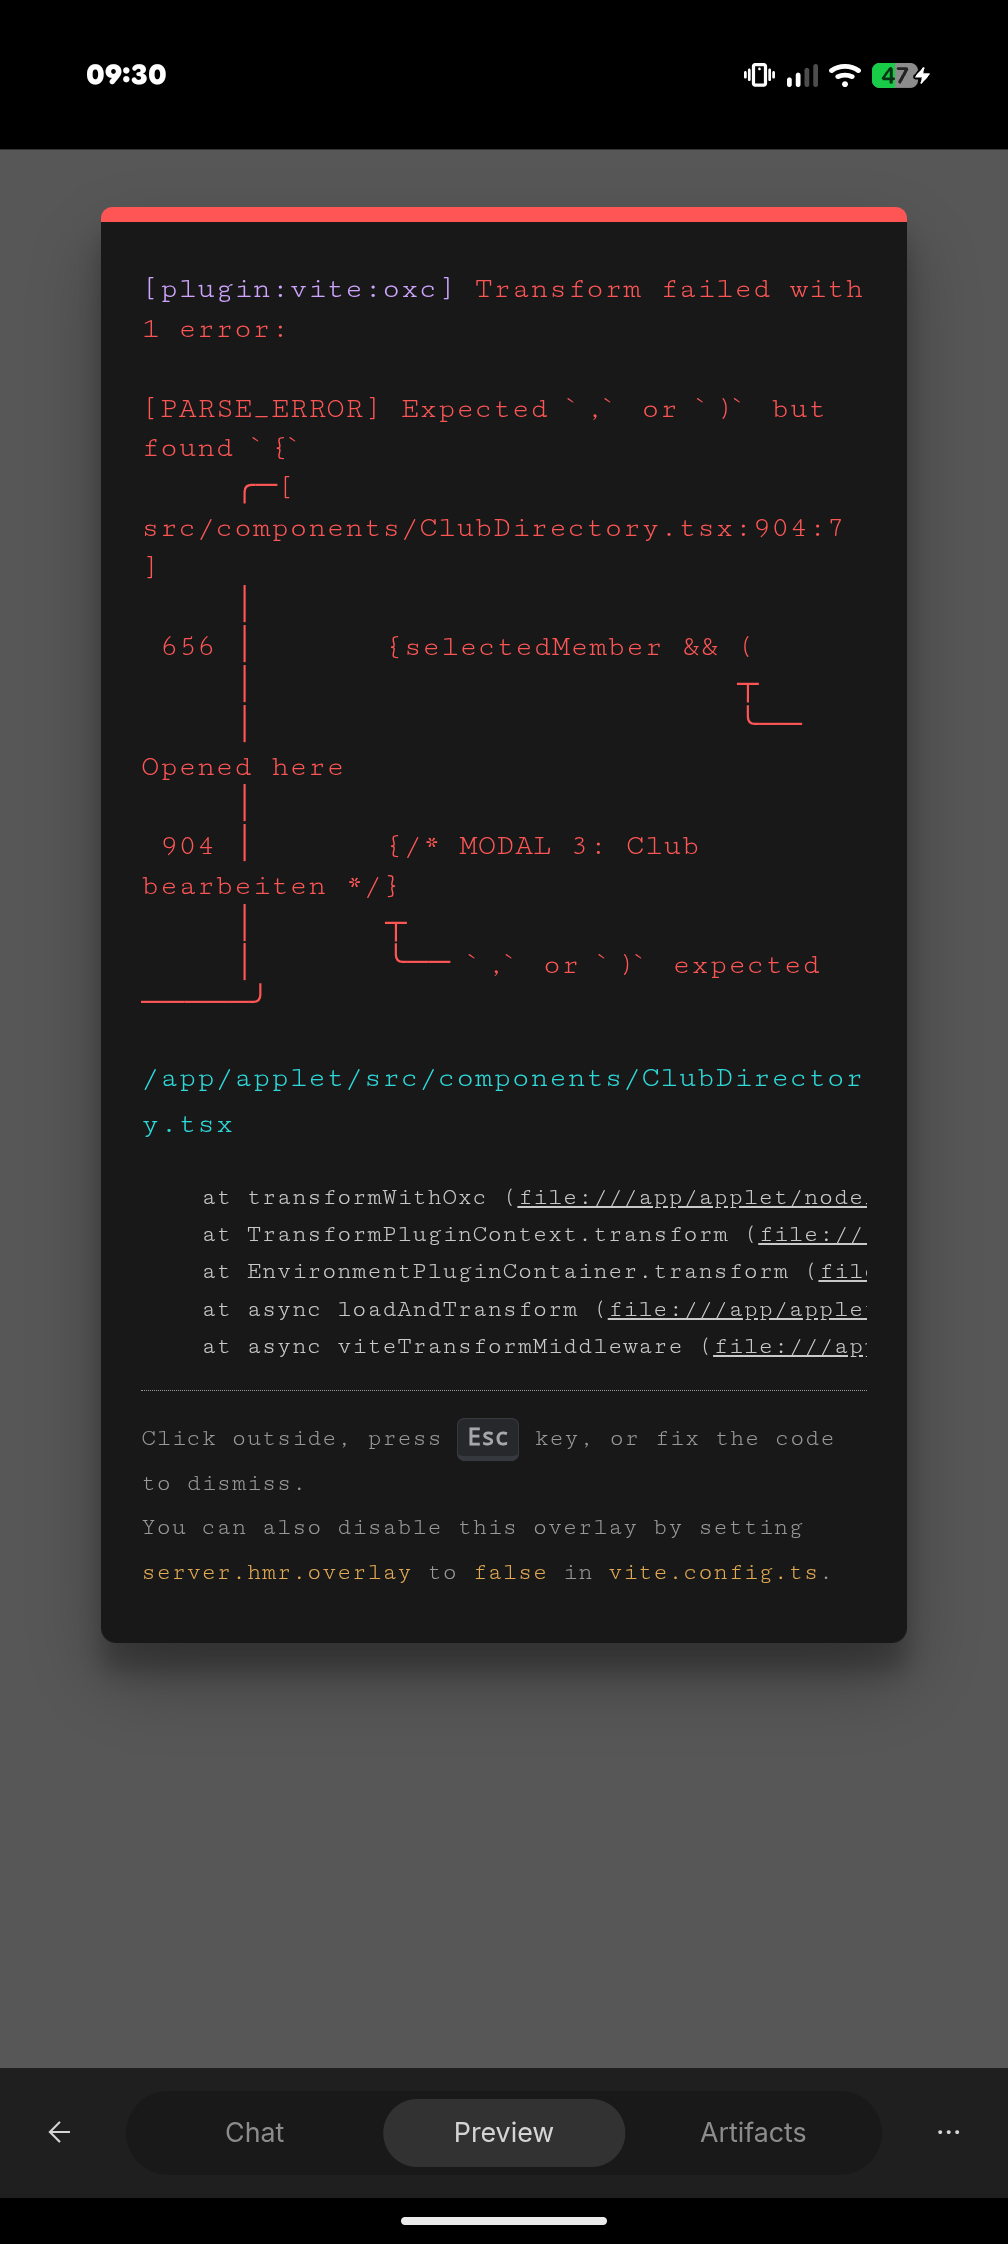 09:30
47
[plugin:vite:oxc] Transform failed with
1 error:
[PARSE_ERROR] Expected `,` or `)` but
found `{`
╭─[
src/components/ClubDirectory.tsx:904:7
]
│
656 │ {selectedMember && (
│ ┬
│ ╰──
Opened here
│
904 │ {/* MODAL 3: Club
bearbeiten */}
│ ┬
│ ╰── `,` or `)` expected
─────╯
/app/applet/src/components/ClubDirector
y.tsx
at transformWithOxc (file:///app/applet/node
at TransformPluginContext.transform (file://
at EnvironmentPluginContainer.transform (fil
at async loadAndTransform (file:///app/apple
at async viteTransformMiddleware (file:///ap
Click outside, press Esc key, or fix the code
to dismiss.
You can also disable this overlay by setting
server.hmr.overlay to false in vite.config.ts.
Chat Preview Artifacts